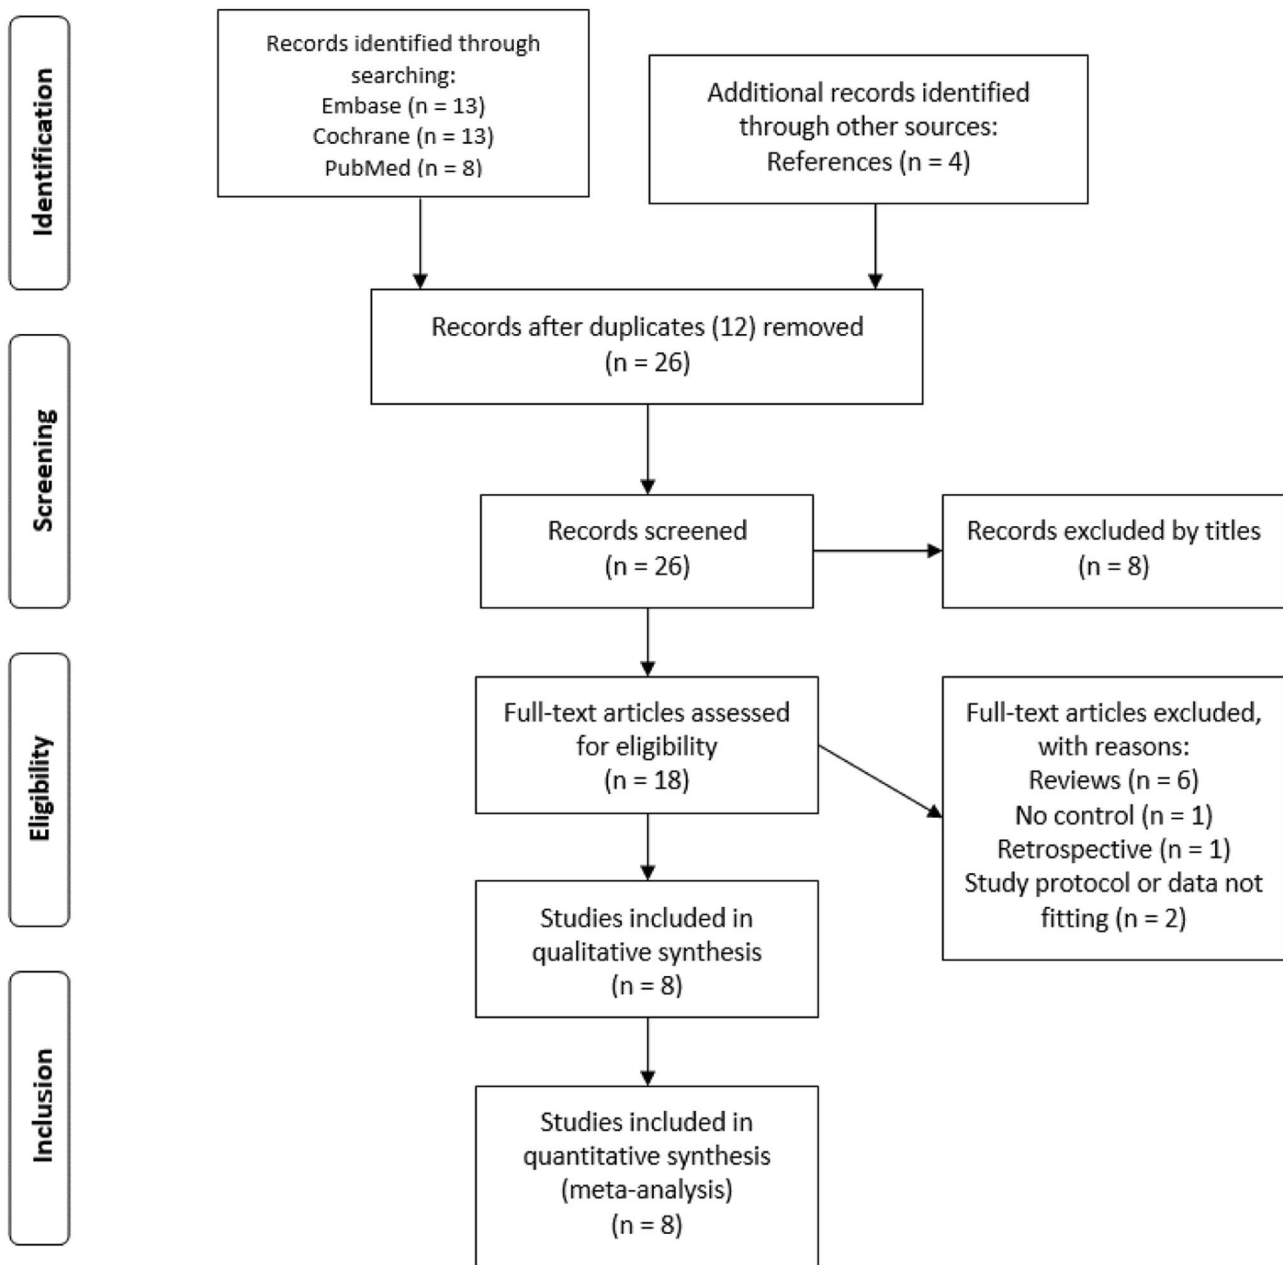 Identification
Records identified through
searching:
Embase (n = 13)
Cochrane (n = 13)
PubMed (n = 8)
Additional records identified
through other sources:
References (n = 4)
Records after duplicates (12) removed
(n = 26)
Screening
Records screened
(n = 26)
Records excluded by titles
(n = 8)
Eligibility
Full-text articles assessed
for eligibility
(n = 18)
Full-text articles excluded,
with reasons:
Reviews (n = 6)
No control (n = 1)
Retrospective (n = 1)
Study protocol or data not
fitting (n = 2)
Studies included in
qualitative synthesis
(n = 8)
Inclusion
Studies included in
quantitative synthesis
(meta-analysis)
(n = 8)